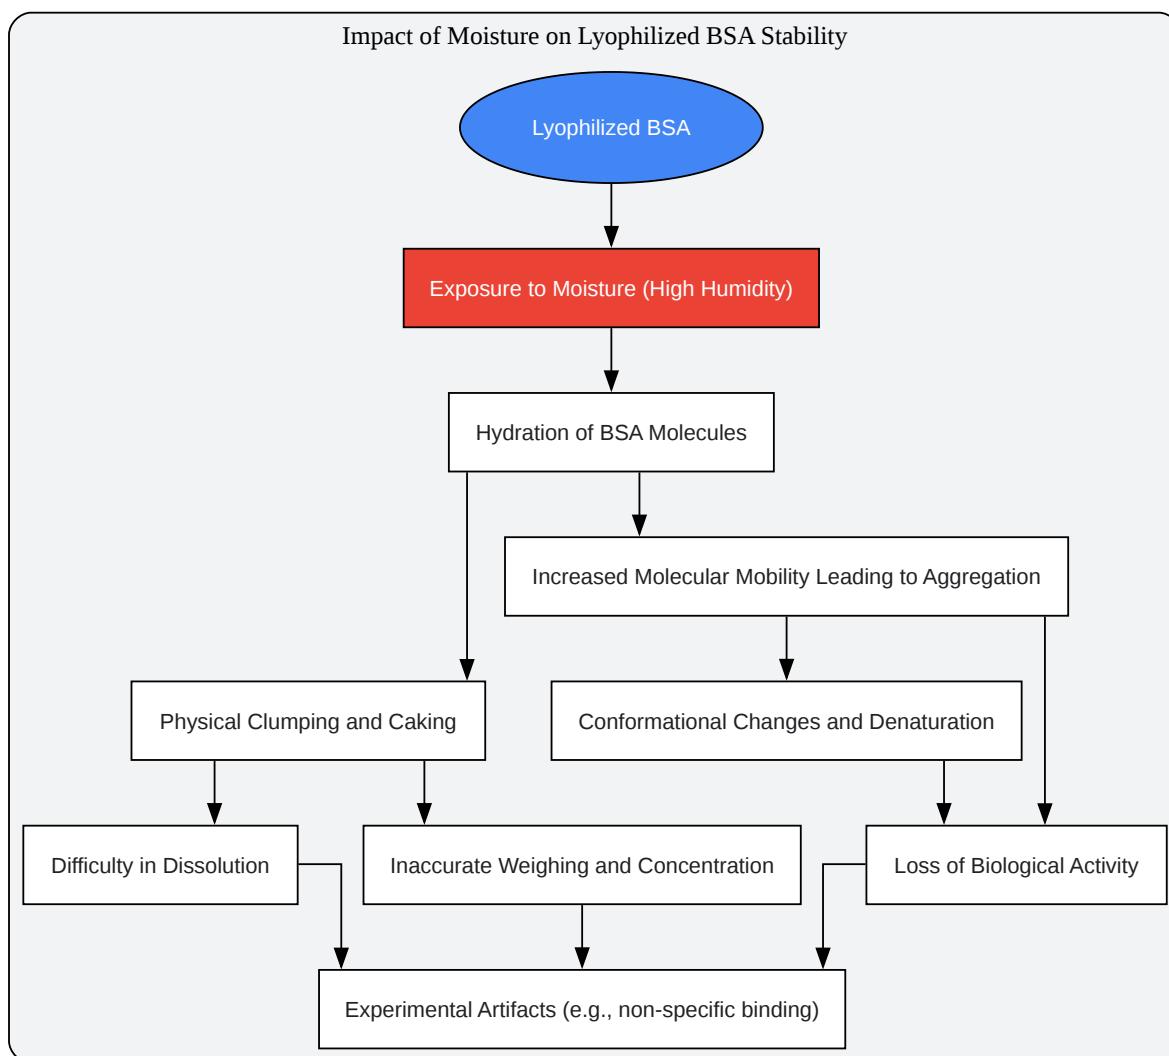 Impact of Moisture on Lyophilized BSA Stability
Lyophilized BSA
Exposure to Moisture (High Humidity)
Hydration of BSA Molecules
Increased Molecular Mobility Leading to Aggregation
Physical Clumping and Caking
Conformational Changes and Denaturation
Difficulty in Dissolution
Inaccurate Weighing and Concentration
Loss of Biological Activity
Experimental Artifacts (e.g., non-specific binding)